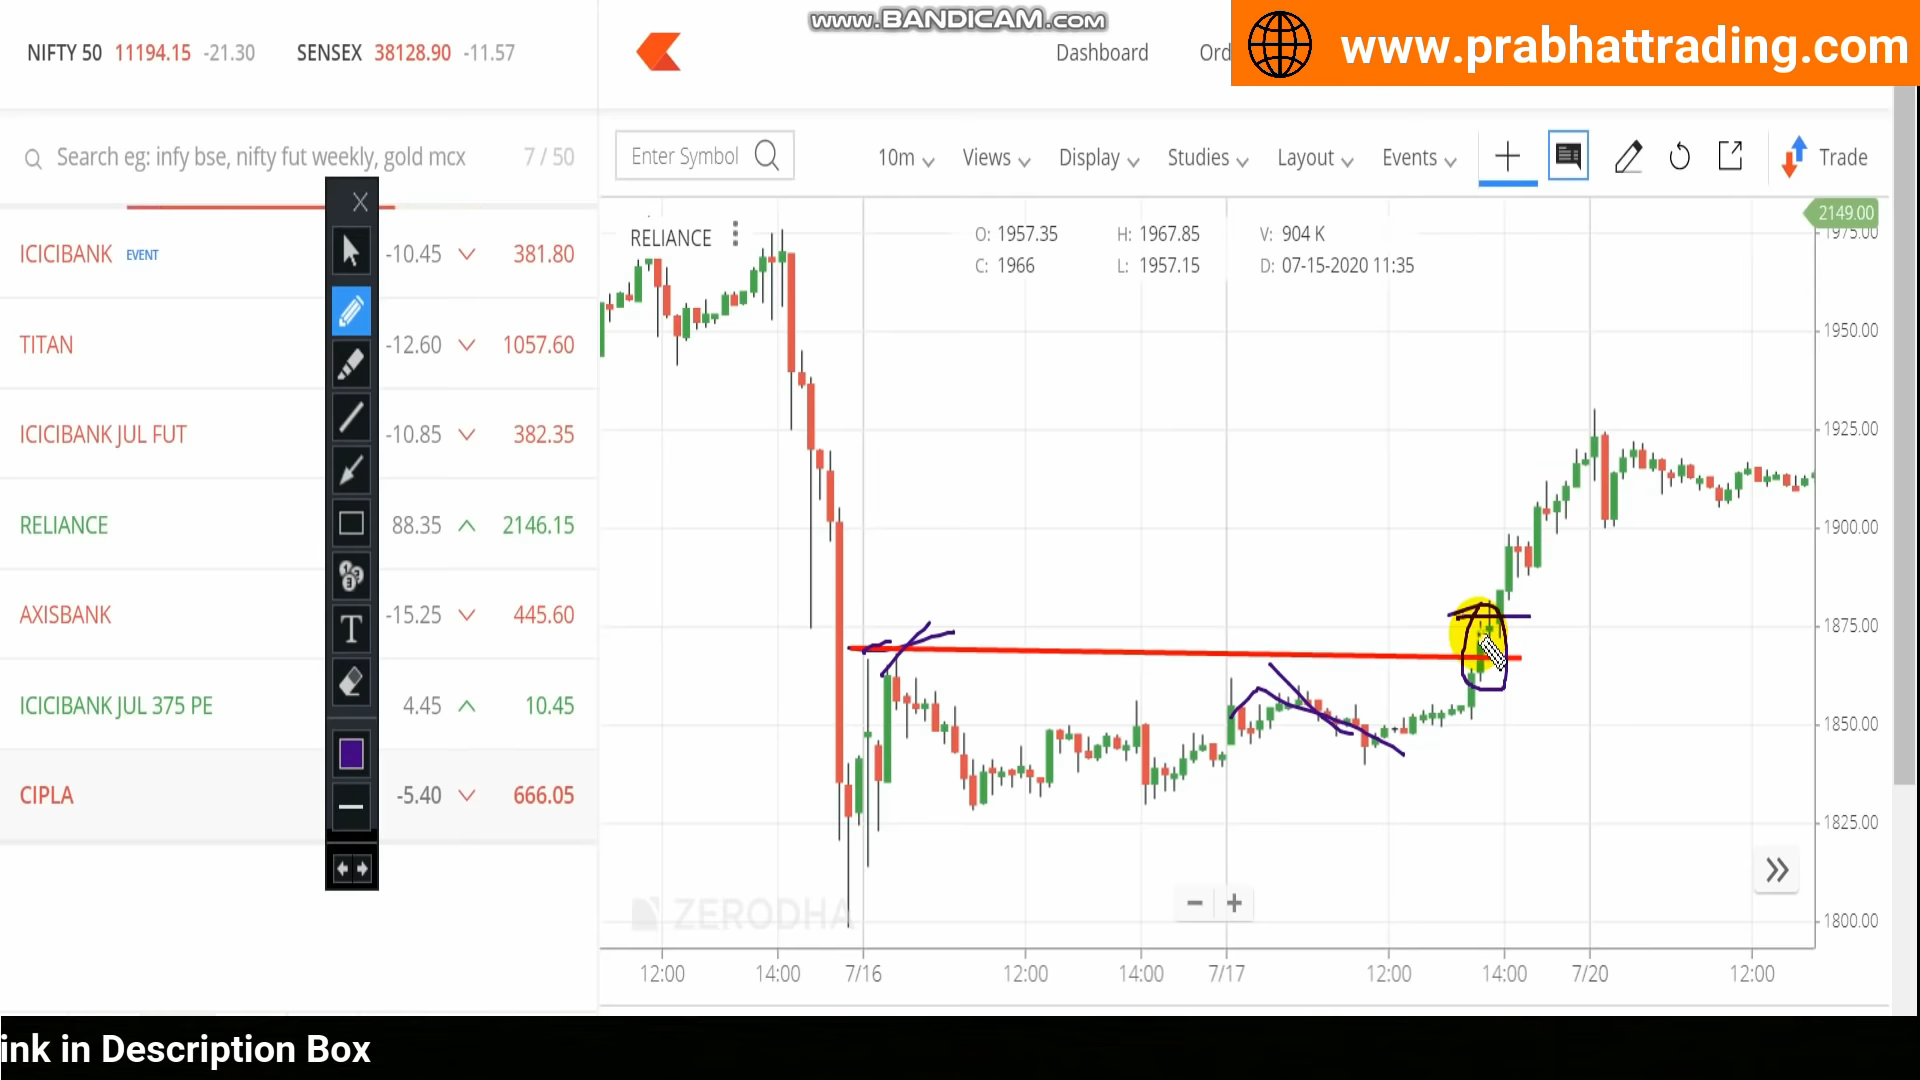 www.BANDICAM.com
www.prabhattrading.com
NIFTY 50 11194.15 -21.30 SENSEX 38128.90 -11.57
Dashboard Ord
Search eg: infy bse, nifty fut weekly, gold mcx 7 / 50
Enter Symbol 10m Views Display Studies Layout Events Trade
ICICIBANK EVENT -10.45 381.80
TITAN -12.60 1057.60
ICICIBANK JUL FUT -10.85 382.35
RELIANCE 88.35 2146.15
AXISBANK -15.25 445.60
ICICIBANK JUL 375 PE 4.45 10.45
CIPLA -5.40 666.05
T
RELIANCE
O: 1957.35 H: 1967.85 V: 904 K
C: 1966 L: 1957.15 D: 07-15-2020 11:35
2149.00
1975.00
1950.00
1925.00
1900.00
1875.00
1850.00
1825.00
1800.00
ZERODHA
12:00 14:00 7/16 12:00 14:00 7/17 12:00 14:00 7/20 12:00
ink in Description Box